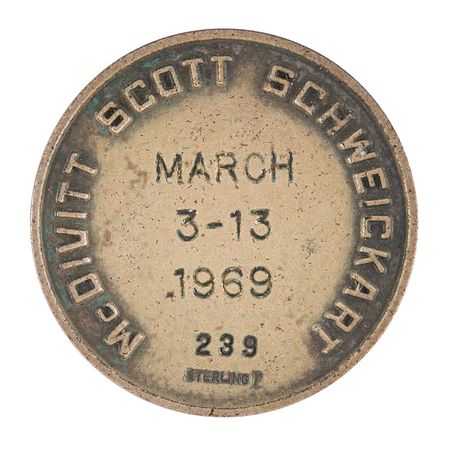 McDIVITT SCOTT SCHWEICKART
MARCH
3-13
1969
239
STERLING